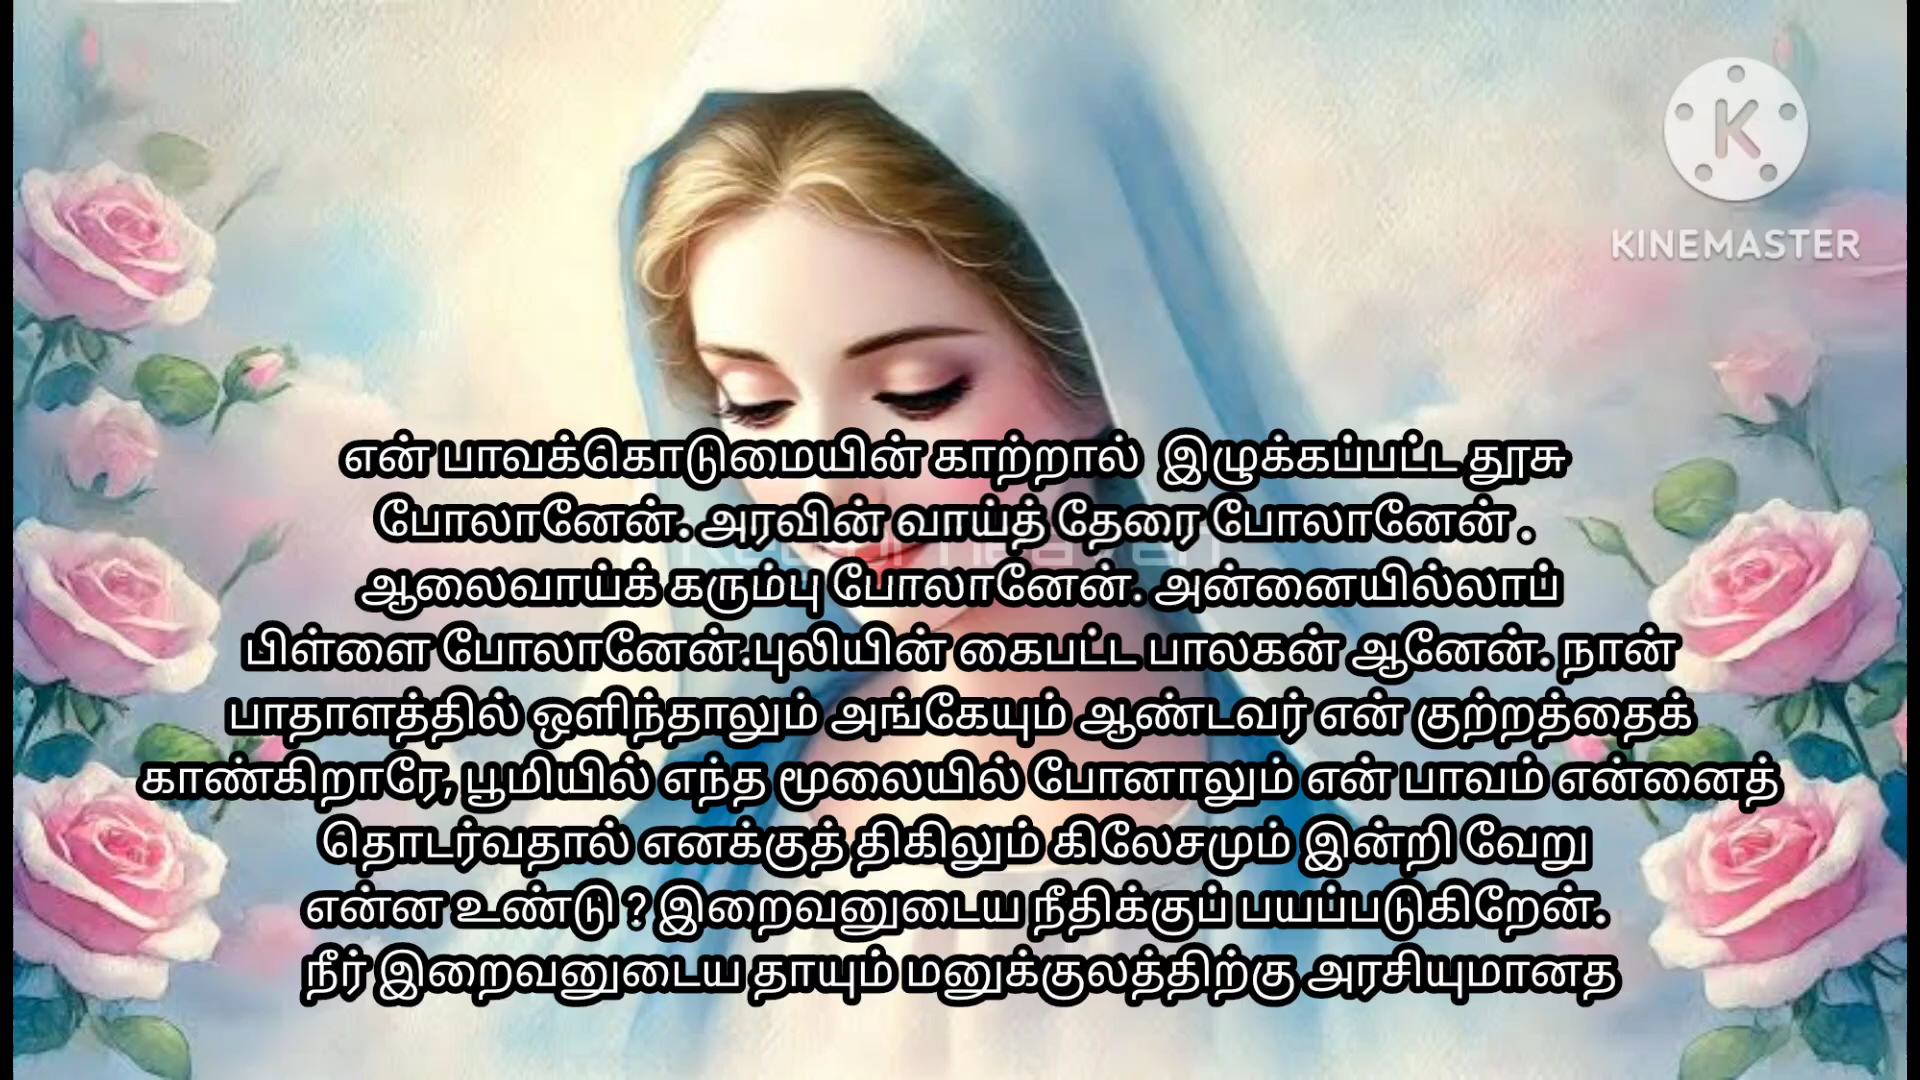 K
KINEMASTER
என் பாவக்கொடுமையின் காற்றால் இழுக்கப்பட்ட தூசு
போலானேன். அரவின் வாய்த் தேரை போலானேன் .
ஆலைவாய்க் கரும்பு போலானேன். அன்னையில்லாப்
பிள்ளை போலானேன்.புலியின் கைபட்ட பாலகன் ஆனேன். நான்
பாதாளத்தில் ஒளிந்தாலும் அங்கேயும் ஆண்டவர் என் குற்றத்தைக்
காண்கிறாரே, பூமியில் எந்த மூலையில் போனாலும் என் பாவம் என்னைத்
தொடர்வதால் எனக்குத் திகிலும் கிலேசமும் இன்றி வேறு
என்ன உண்டு ? இறைவனுடைய நீதிக்குப் பயப்படுகிறேன்.
நீர் இறைவனுடைய தாயும் மனுக்குலத்திற்கு அரசியுமானத